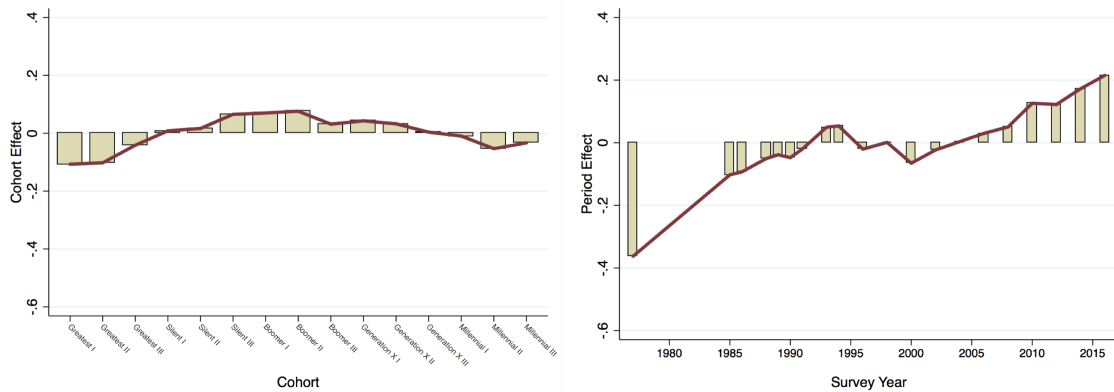 .4
.2
0
-.2
-.4
-.6
Cohort Effect
Greatest I
Greatest II
Greatest III
Silent I
Silent II
Silent III
Boomer I
Boomer II
Boomer III
Generation X I
Generation X II
Generation X III
Millennial I
Millennial II
Millennial III
Cohort
.4
.2
0
-.2
-.4
-.6
Period Effect
1980 1985 1990 1995 2000 2005 2010 2015
Survey Year